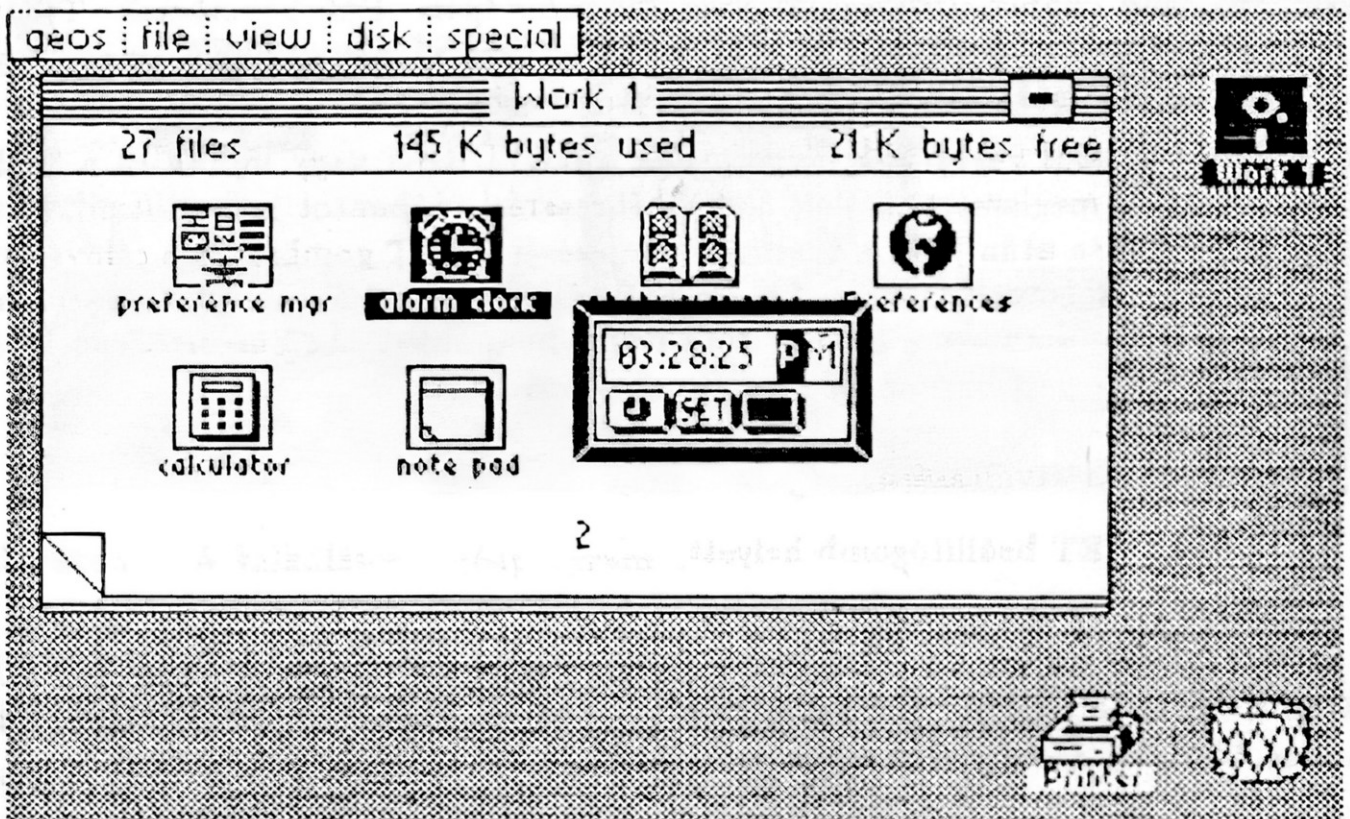 geos file view disk special
Work 1
27 files 145 K bytes used 21 K bytes free
Work 1
preference mgr alarm clock Preferences
03:28:25 PM
SET
calculator note pad
2
Printer